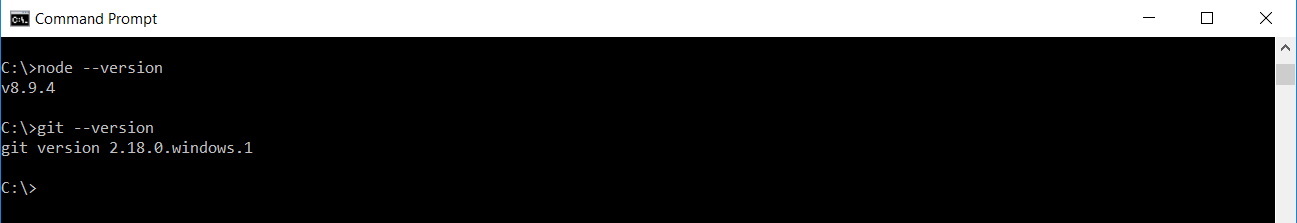 Command Prompt
C:\>node --version
v8.9.4
C:\>git --version
git version 2.18.0.windows.1
C:\>